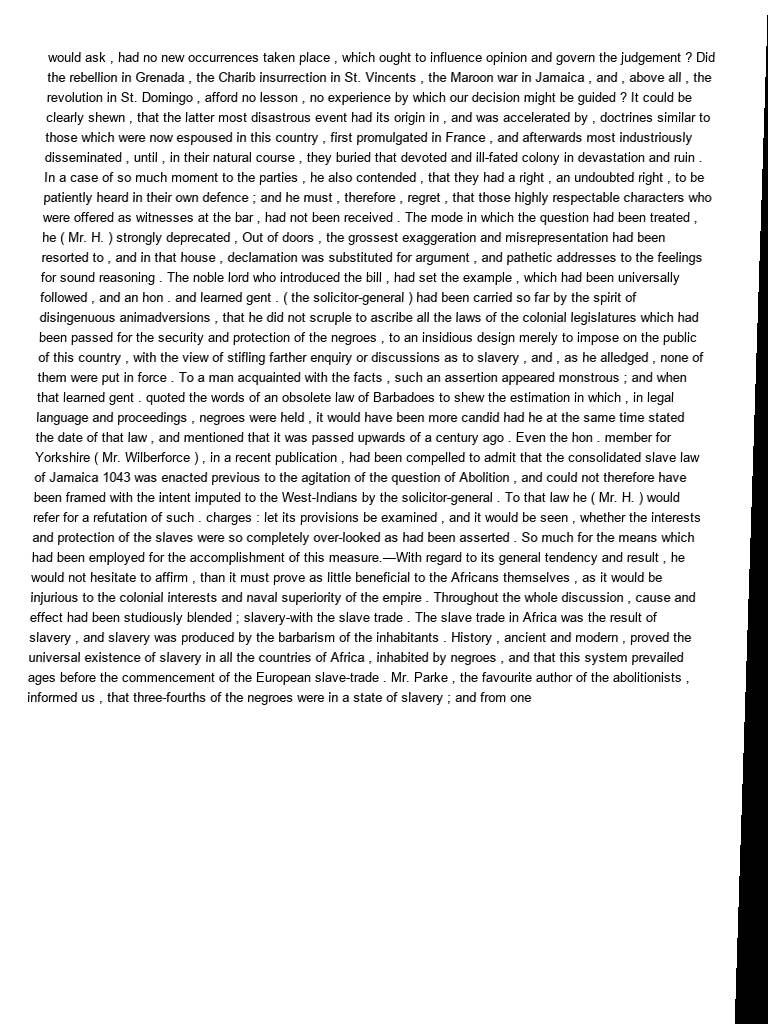 would ask , had no new occurrences taken place , which ought to influence opinion and govern the judgement ? Did
the rebellion in Grenada , the Charib insurrection in St. Vincents , the Maroon war in Jamaica , and , above all , the
revolution in St. Domingo , afford no lesson , no experience by which our decision might be guided ? It could be
clearly shewn , that the latter most disastrous event had its origin in , and was accelerated by , doctrines similar to
those which were now espoused in this country , first promulgated in France , and afterwards most industriously
disseminated , until , in their natural course , they buried that devoted and ill-fated colony in devastation and ruin .
In a case of so much moment to the parties , he also contended , that they had a right , an undoubted right , to be
patiently heard in their own defence ; and he must , therefore , regret , that those highly respectable characters who
were offered as witnesses at the bar , had not been received . The mode in which the question had been treated ,
he ( Mr. H. ) strongly deprecated , Out of doors , the grossest exaggeration and misrepresentation had been
resorted to , and in that house , declamation was substituted for argument , and pathetic addresses to the feelings
for sound reasoning . The noble lord who introduced the bill , had set the example , which had been universally
followed , and an hon . and learned gent . ( the solicitor-general ) had been carried so far by the spirit of
disingenuous animadversions , that he did not scruple to ascribe all the laws of the colonial legislatures which had
been passed for the security and protection of the negroes , to an insidious design merely to impose on the public
of this country , with the view of stifling farther enquiry or discussions as to slavery , and , as he alledged , none of
them were put in force . To a man acquainted with the facts , such an assertion appeared monstrous ; and when
that learned gent . quoted the words of an obsolete law of Barbadoes to shew the estimation in which , in legal
language and proceedings , negroes were held , it would have been more candid had he at the same time stated
the date of that law , and mentioned that it was passed upwards of a century ago . Even the hon . member for
Yorkshire ( Mr. Wilberforce ) , in a recent publication , had been compelled to admit that the consolidated slave law
of Jamaica 1043 was enacted previous to the agitation of the question of Abolition , and could not therefore have
been framed with the intent imputed to the West-Indians by the solicitor-general . To that law he ( Mr. H. ) would
refer for a refutation of such . charges : let its provisions be examined , and it would be seen , whether the interests
and protection of the slaves were so completely over-looked as had been asserted . So much for the means which
had been employed for the accomplishment of this measure.—With regard to its general tendency and result , he
would not hesitate to affirm , than it must prove as little beneficial to the Africans themselves , as it would be
injurious to the colonial interests and naval superiority of the empire . Throughout the whole discussion , cause and
effect had been studiously blended ; slavery-with the slave trade . The slave trade in Africa was the result of
slavery , and slavery was produced by the barbarism of the inhabitants . History , ancient and modern , proved the
universal existence of slavery in all the countries of Africa , inhabited by negroes , and that this system prevailed
ages before the commencement of the European slave-trade . Mr. Parke , the favourite author of the abolitionists ,
informed us , that three-fourths of the negroes were in a state of slavery ; and from one